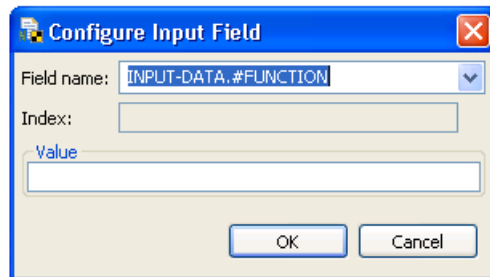 Configure Input Field
Field name: INPUT-DATA.#FUNCTION
Index:
Value
OK Cancel